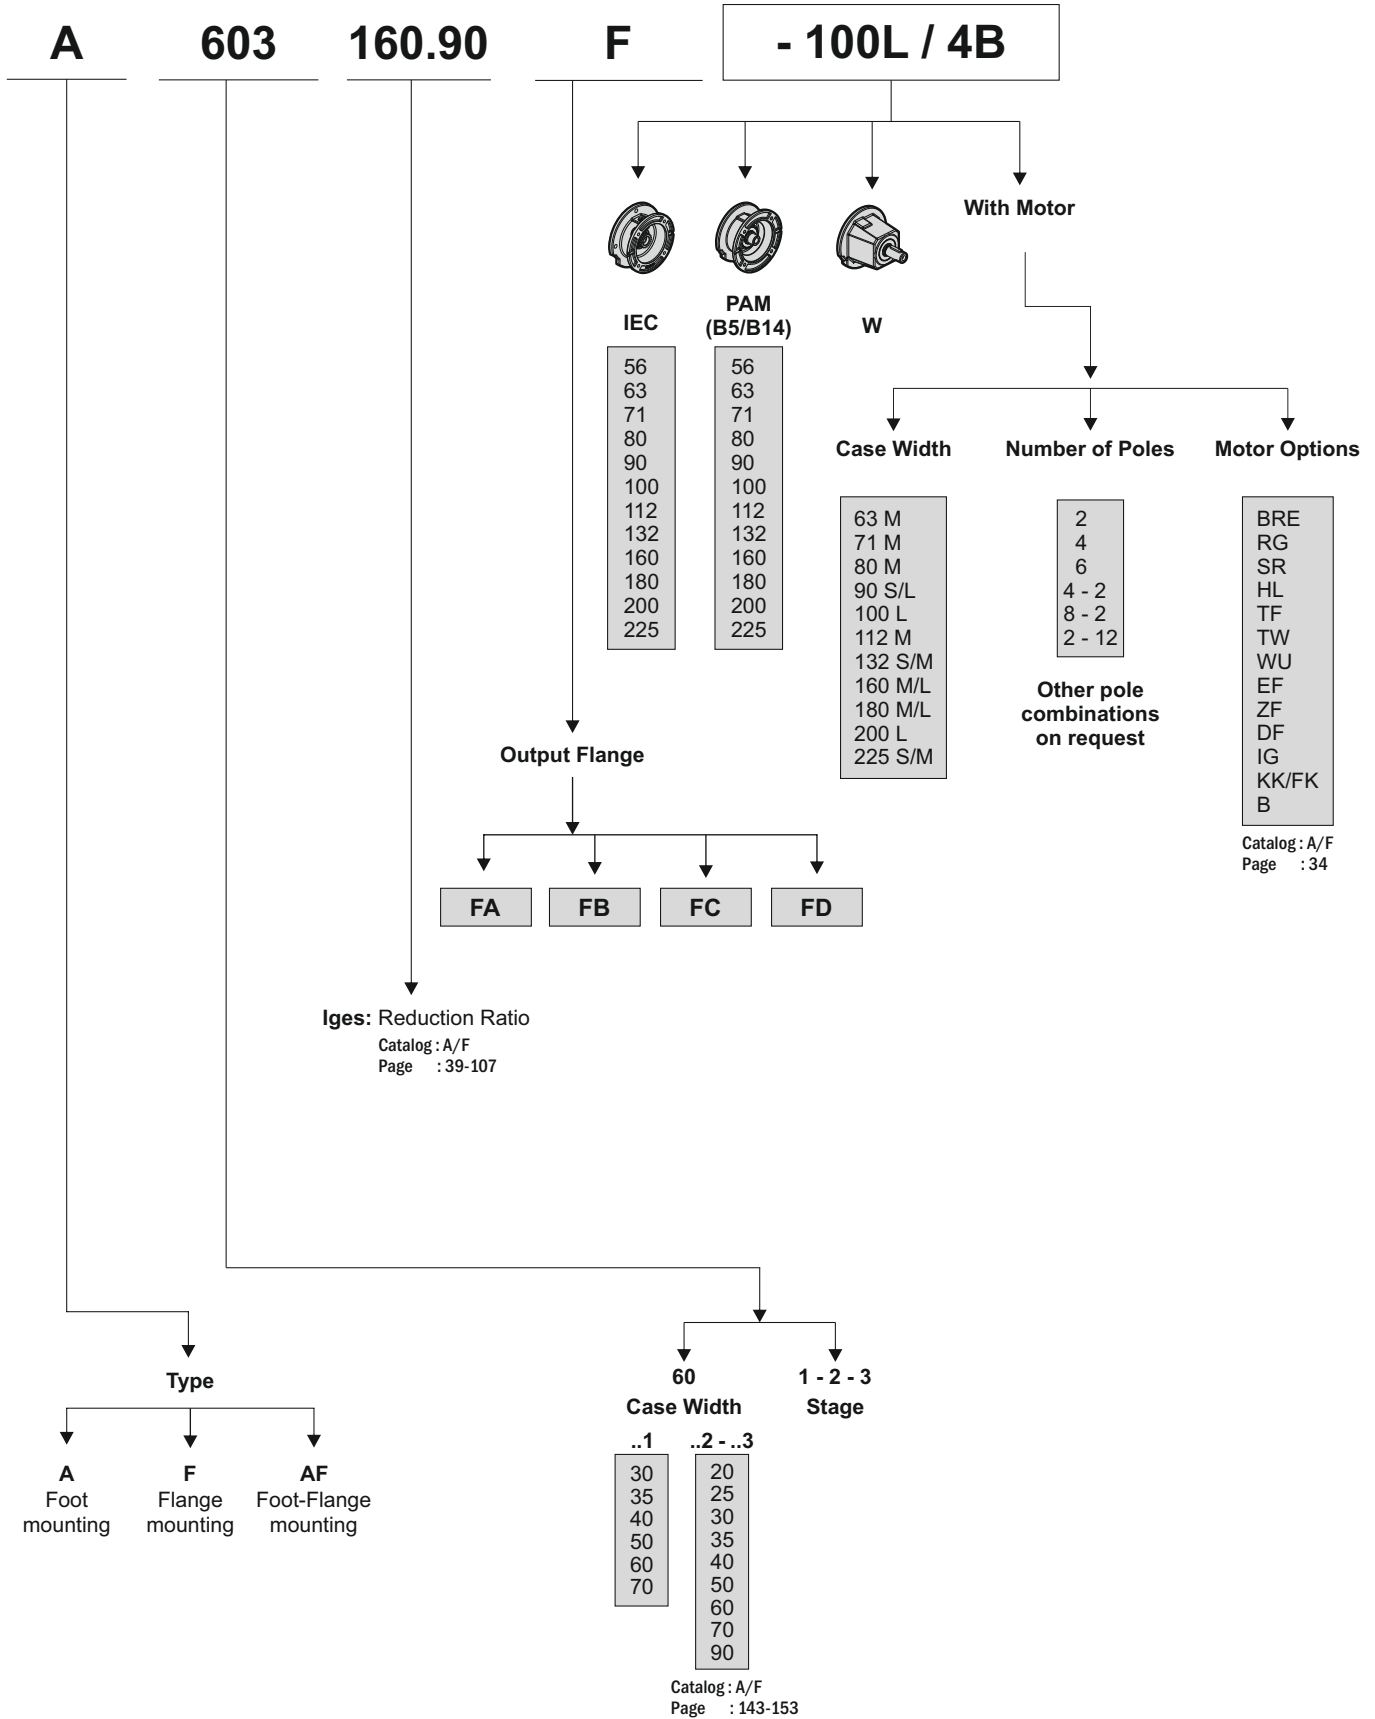 A 603 160.90 F - 100L / 4B
With Motor
IEC
PAM
(B5/B14)
W
56
63
71
80
90
100
112
132
160
180
200
225
56
63
71
80
90
100
112
132
160
180
200
225
Case Width
63 M
71 M
80 M
90 S/L
100 L
112 M
132 S/M
160 M/L
180 M/L
200 L
225 S/M
Number of Poles
2
4
6
4 - 2
8 - 2
2 - 12
Other pole
combinations
on request
Motor Options
BRE
RG
SR
HL
TF
TW
WU
EF
ZF
DF
IG
KK/FK
B
Catalog : A/F
Page : 34
Output Flange
FA
FB
FC
FD
Iges: Reduction Ratio
Catalog : A/F
Page : 39-107
Type
A
Foot
mounting
F
Flange
mounting
AF
Foot-Flange
mounting
60
Case Width
1 - 2 - 3
Stage
..1
30
35
40
50
60
70
..2 - ..3
20
25
30
35
40
50
60
70
90
Catalog : A/F
Page : 143-153